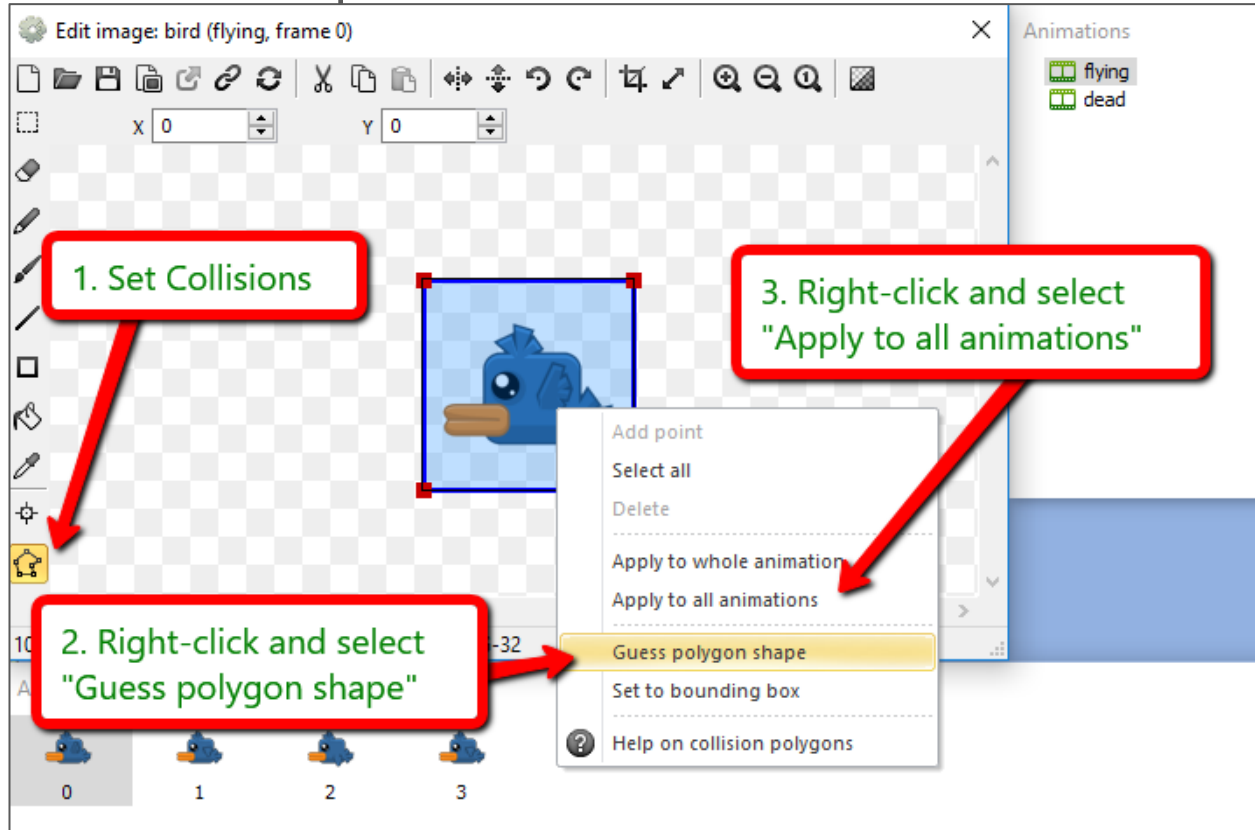 Edit image: bird (flying, frame 0)
Animations
flying
dead
X 0
Y 0
1. Set Collisions
3. Right-click and select
"Apply to all animations"
Add point
Select all
Delete
Apply to whole animation
Apply to all animations
2. Right-click and select
"Guess polygon shape"
Guess polygon shape
Set to bounding box
Help on collision polygons
0
1
2
3